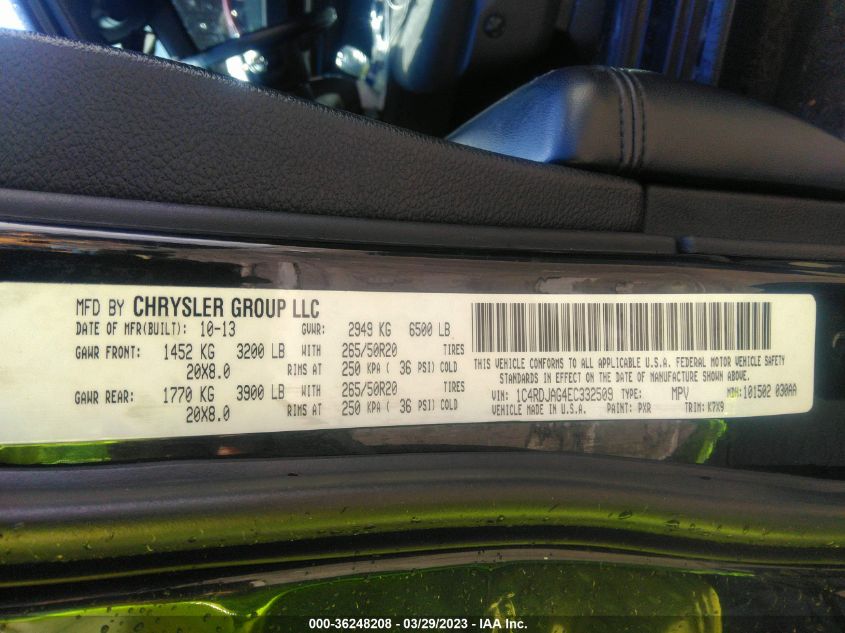 MFD BY CHRYSLER GROUP LLC
DATE OF MFR(BUILT): 10-13 GVWR: 2949 KG 6500 LB
GAWR FRONT: 1452 KG 3200 LB WITH 265/50R20 TIRES
20X8.0 RIMS AT 250 KPA ( 36 PSI) COLD
GAWR REAR: 1770 KG 3900 LB WITH 265/50R20 TIRES
20X8.0 RIMS AT 250 KPA ( 36 PSI) COLD
THIS VEHICLE CONFORMS TO ALL APPLICABLE U.S.A. FEDERAL MOTOR VEHICLE SAFETY
STANDARDS IN EFFECT ON THE DATE OF MANUFACTURE SHOWN ABOVE.
VIN: 1C4RDJAG4EC332509 TYPE: MPV MDH:101502 030AA
VEHICLE MADE IN U.S.A. PAINT: PXR TRIM: K7X9
000-36248208 - 03/29/2023 - IAA Inc.